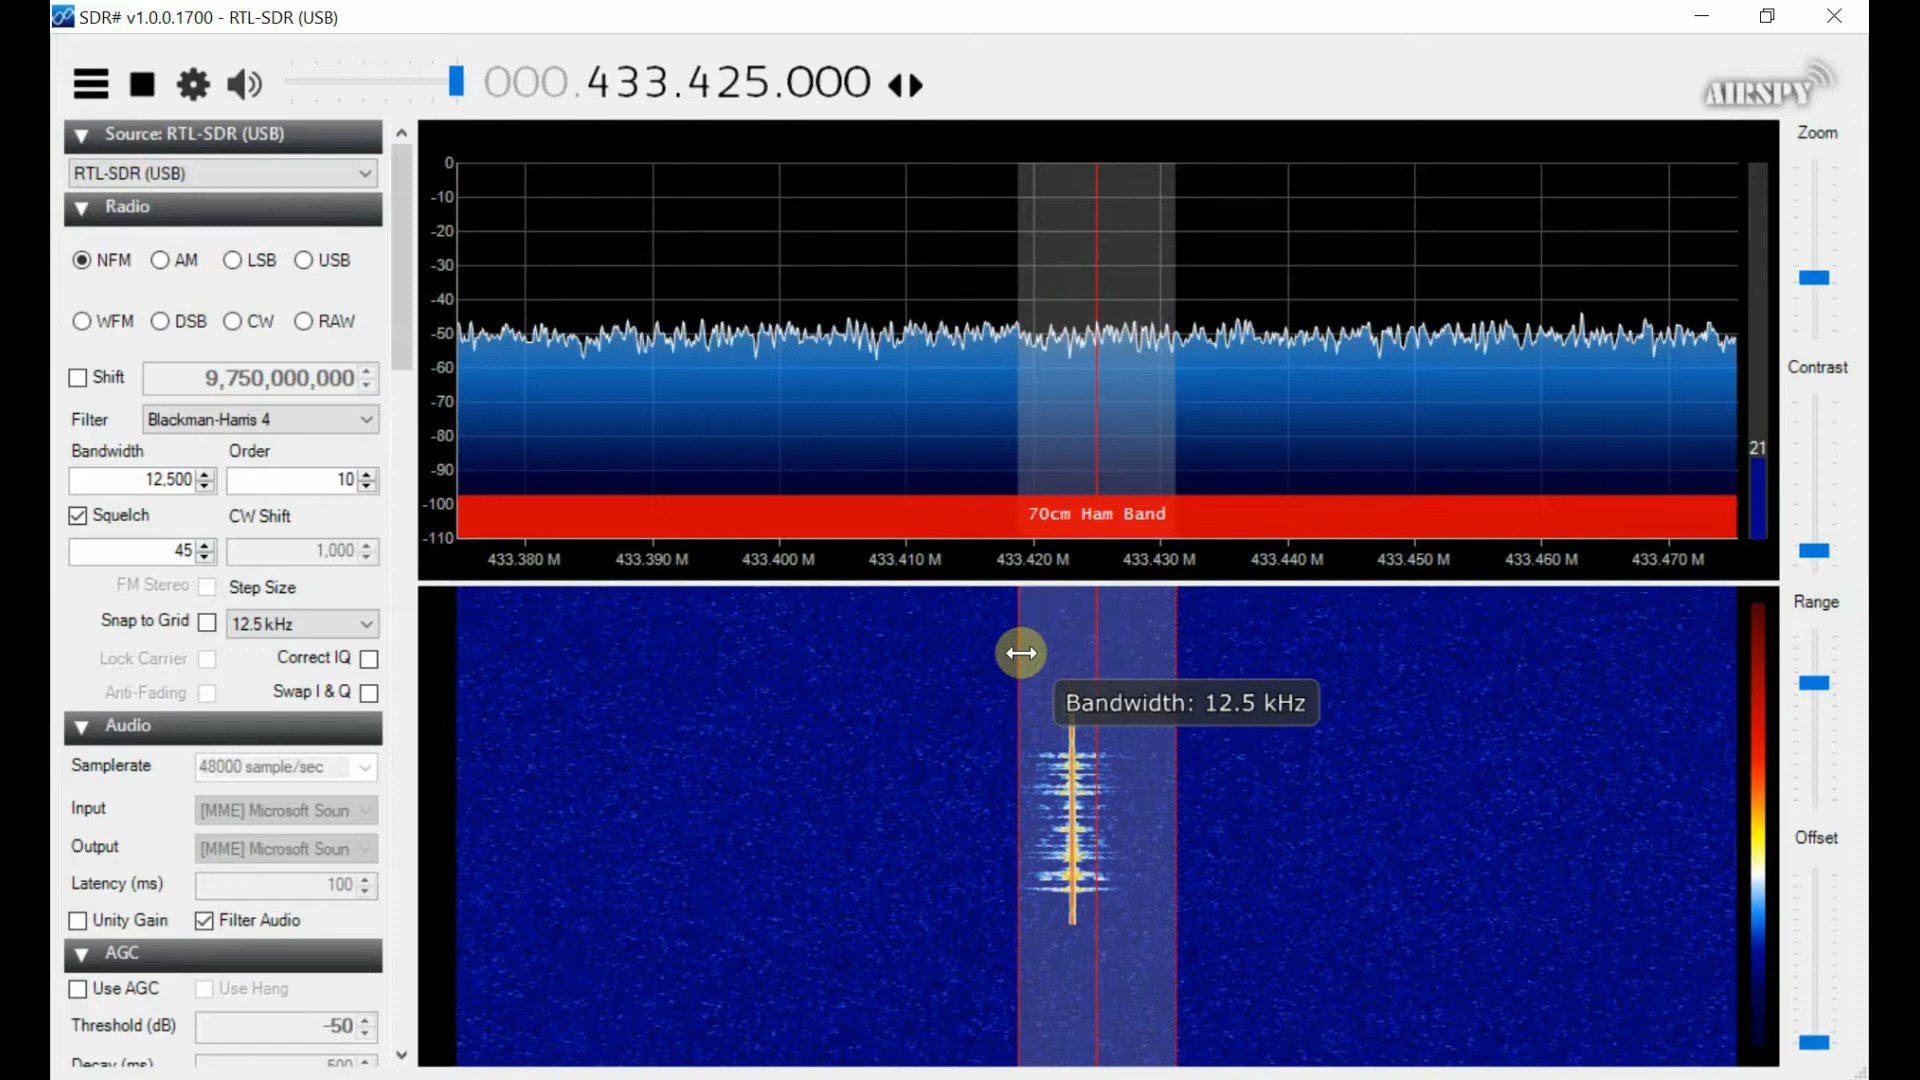 SDR# v1.0.0.1700 - RTL-SDR (USB)
000.433.425.000
AIRSPY
Source: RTL-SDR (USB)
RTL-SDR (USB)
Radio
NFM AM LSB USB
WFM DSB CW RAW
Shift 9,750,000,000
Filter Blackman-Harris 4
Bandwidth Order
12,500 10
Squelch CW Shift
45 1,000
FM Stereo Step Size
Snap to Grid 12.5 kHz
Lock Carrier Correct IQ
Anti-Fading Swap I & Q
Audio
Samplerate 48000 sample/sec
Input [MME] Microsoft Soun
Output [MME] Microsoft Soun
Latency (ms) 100
Unity Gain Filter Audio
AGC
Use AGC Use Hang
Threshold (dB) -50
Decay (ms) 500
0
-10
-20
-30
-40
-50
-60
-70
-80
-90
-100
-110
70cm Ham Band
433.380 M 433.390 M 433.400 M 433.410 M 433.420 M 433.430 M 433.440 M 433.450 M 433.460 M 433.470 M
21
Bandwidth: 12.5 kHz
Zoom
Contrast
Range
Offset